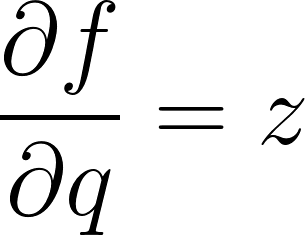 ∂f/∂q = z